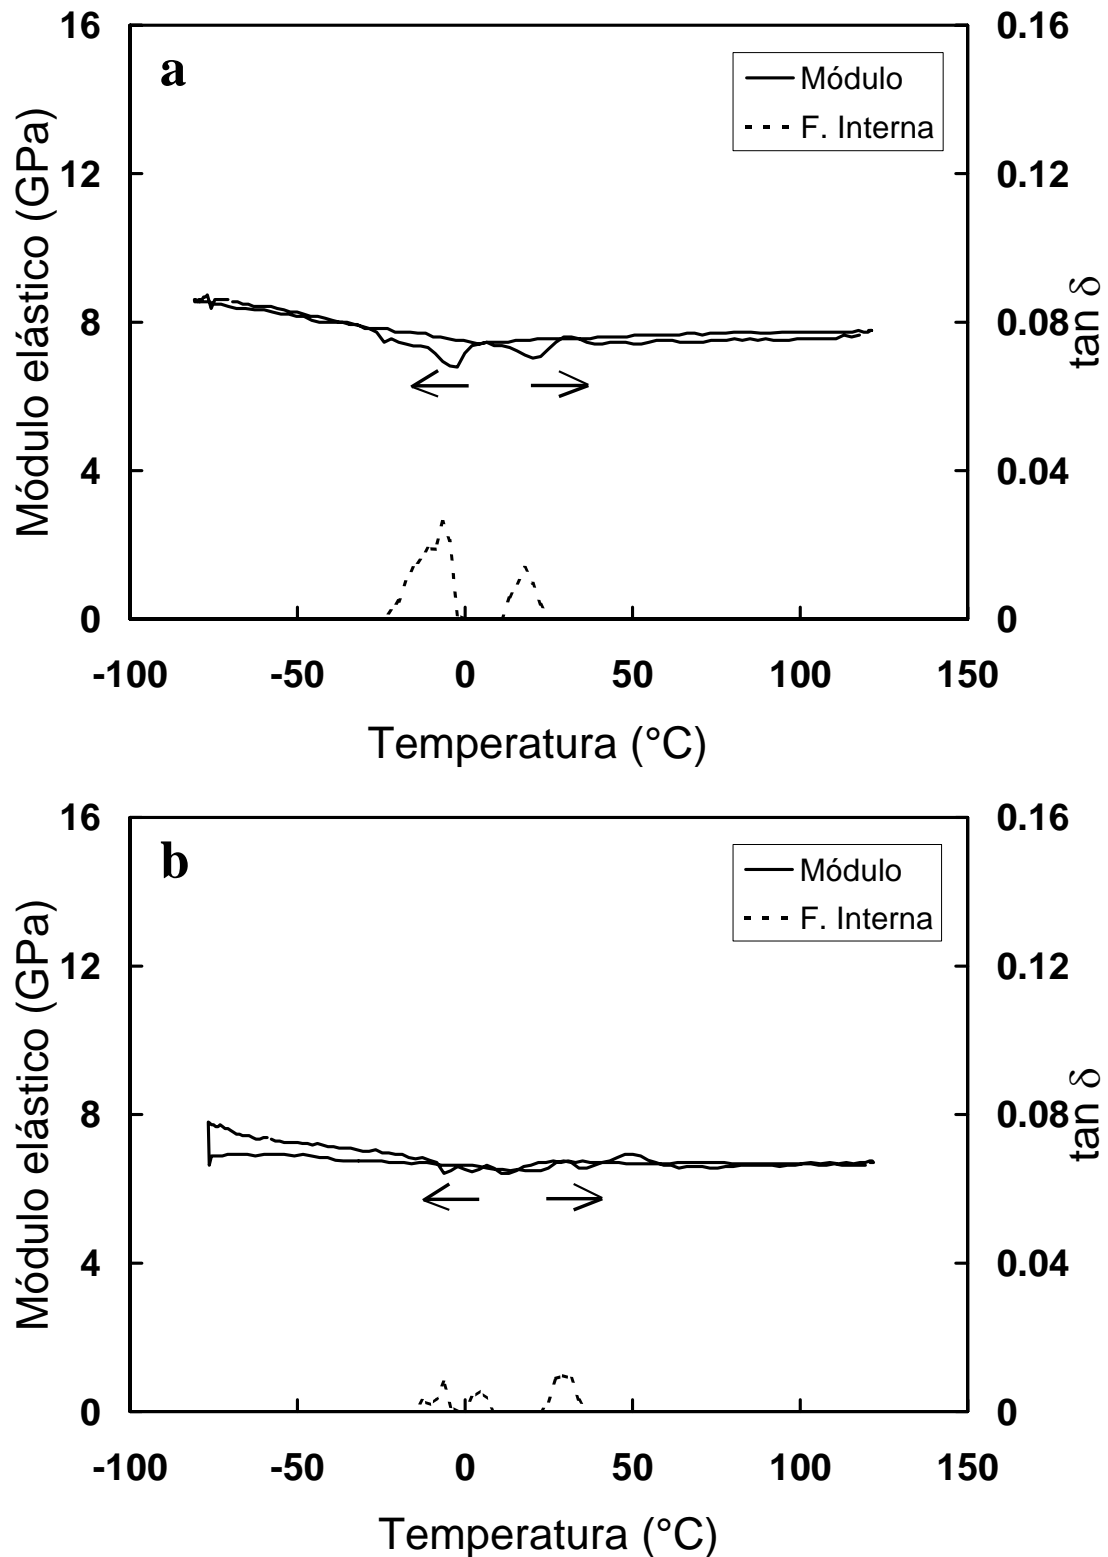 a
Módulo
F. Interna
16
12
8
4
0
0.16
0.12
0.08
0.04
0
-100
-50
0
50
100
150
Módulo elástico (GPa)
tan δ
Temperatura (°C)
b
Módulo
F. Interna
16
12
8
4
0
0.16
0.12
0.08
0.04
0
-100
-50
0
50
100
150
Módulo elástico (GPa)
tan δ
Temperatura (°C)